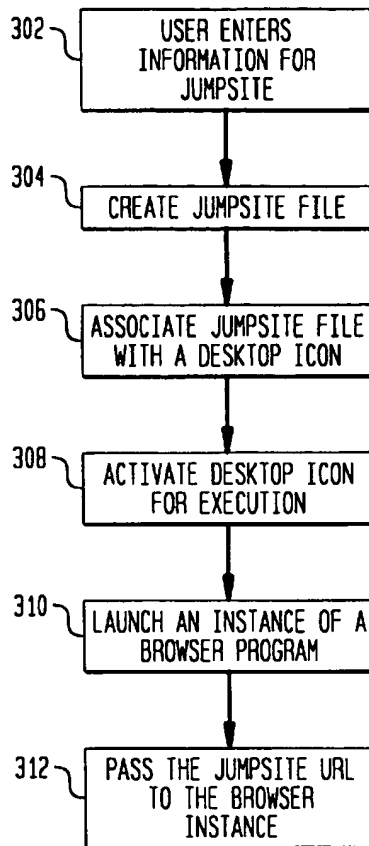 302
USER ENTERS
INFORMATION FOR
JUMPSITE
304
CREATE JUMPSITE FILE
306
ASSOCIATE JUMPSITE FILE
WITH A DESKTOP ICON
308
ACTIVATE DESKTOP ICON
FOR EXECUTION
310
LAUNCH AN INSTANCE OF A
BROWSER PROGRAM
312
PASS THE JUMPSITE URL
TO THE BROWSER
INSTANCE